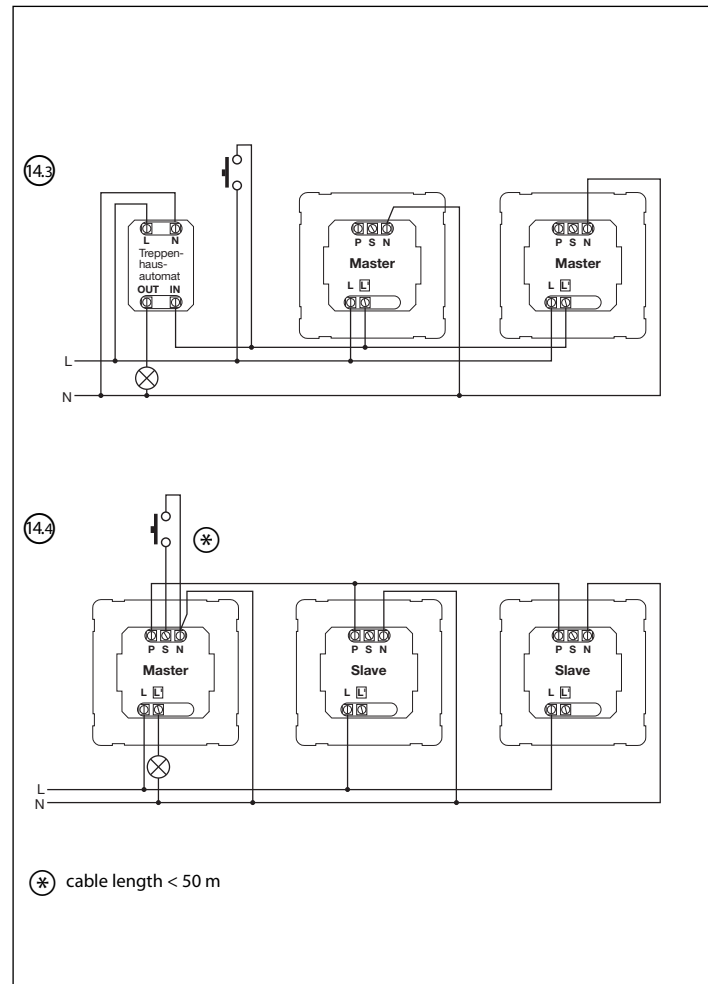 14.3
L N
Treppen-
haus-
automat
OUT IN
P S N
Master
L L'
P S N
Master
L L'
L
N
14.4
*
P S N
Master
L L'
P S N
Slave
L L'
P S N
Slave
L L'
L
N
* cable length < 50 m